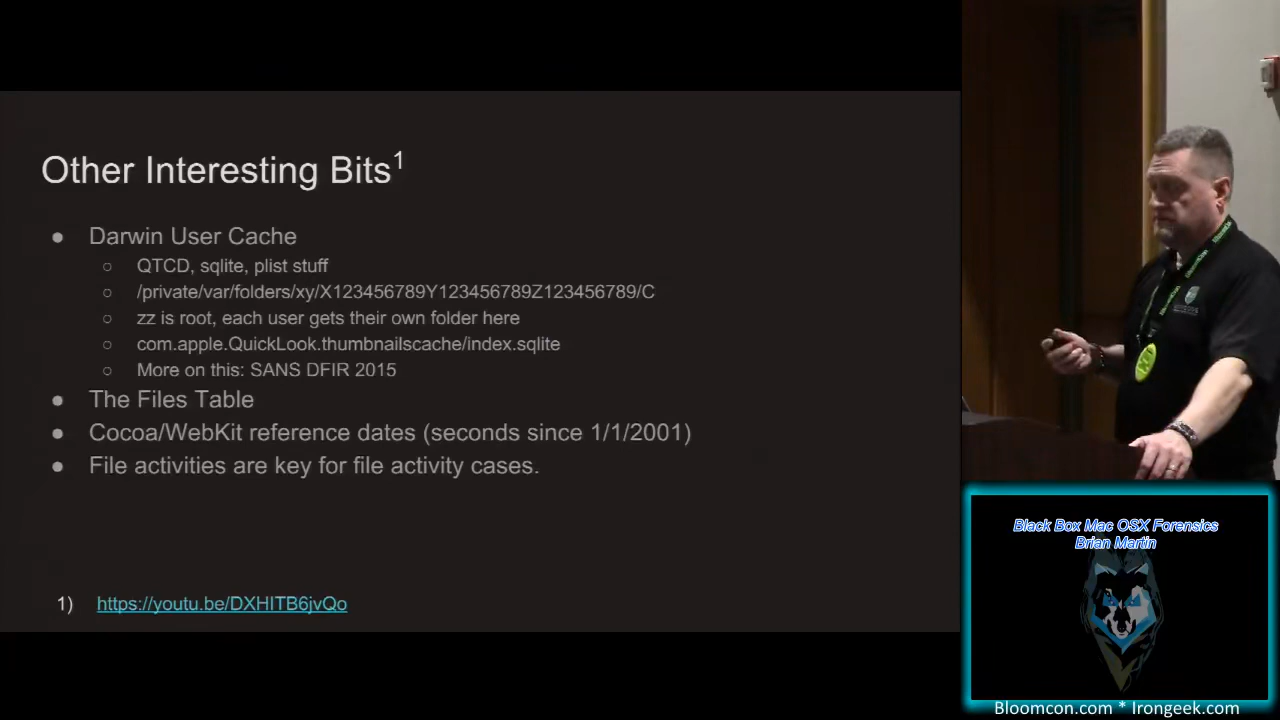 Other Interesting Bits1
● Darwin User Cache
○ QTCD, sqlite, plist stuff
○ /private/var/folders/xy/X123456789Y123456789Z123456789/C
○ zz is root, each user gets their own folder here
○ com.apple.QuickLook.thumbnailscache/index.sqlite
○ More on this: SANS DFIR 2015
● The Files Table
● Cocoa/WebKit reference dates (seconds since 1/1/2001)
● File activities are key for file activity cases.
1) https://youtu.be/DXHITB6jvQo
Black Box Mac OSX Forensics
Brian Martin
Bloomcon.com * Irongeek.com